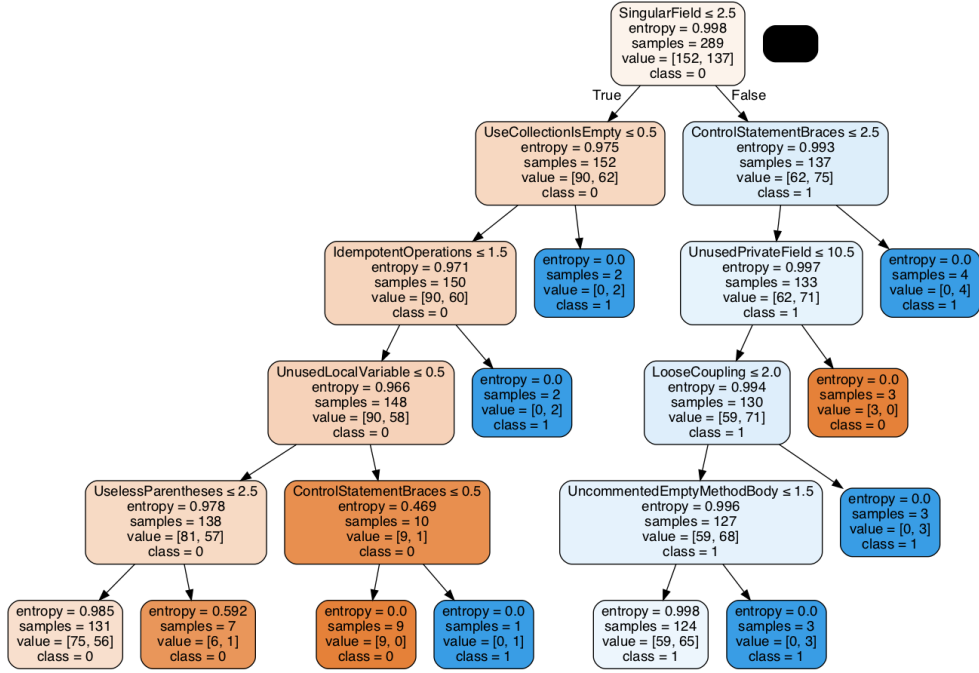 SingularField ≤ 2.5
entropy = 0.998
samples = 289
value = [152, 137]
class = 0
True
False
UseCollectionIsEmpty ≤ 0.5
entropy = 0.975
samples = 152
value = [90, 62]
class = 0
ControlStatementBraces ≤ 2.5
entropy = 0.993
samples = 137
value = [62, 75]
class = 1
IdempotentOperations ≤ 1.5
entropy = 0.971
samples = 150
value = [90, 60]
class = 0
entropy = 0.0
samples = 2
value = [0, 2]
class = 1
UnusedPrivateField ≤ 10.5
entropy = 0.997
samples = 133
value = [62, 71]
class = 1
entropy = 0.0
samples = 4
value = [0, 4]
class = 1
UnusedLocalVariable ≤ 0.5
entropy = 0.966
samples = 148
value = [90, 58]
class = 0
entropy = 0.0
samples = 2
value = [0, 2]
class = 1
LooseCoupling ≤ 2.0
entropy = 0.994
samples = 130
value = [59, 71]
class = 1
entropy = 0.0
samples = 3
value = [3, 0]
class = 0
UselessParentheses ≤ 2.5
entropy = 0.978
samples = 138
value = [81, 57]
class = 0
ControlStatementBraces ≤ 0.5
entropy = 0.469
samples = 10
value = [9, 1]
class = 0
UncommentedEmptyMethodBody ≤ 1.5
entropy = 0.996
samples = 127
value = [59, 68]
class = 1
entropy = 0.0
samples = 3
value = [0, 3]
class = 1
entropy = 0.985
samples = 131
value = [75, 56]
class = 0
entropy = 0.592
samples = 7
value = [6, 1]
class = 0
entropy = 0.0
samples = 9
value = [9, 0]
class = 0
entropy = 0.0
samples = 1
value = [0, 1]
class = 1
entropy = 0.998
samples = 124
value = [59, 65]
class = 1
entropy = 0.0
samples = 3
value = [0, 3]
class = 1